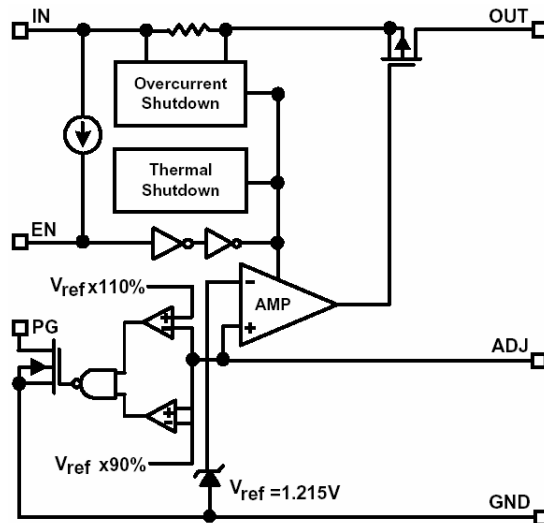 IN
OUT
Overcurrent
Shutdown
Thermal
Shutdown
EN
Vref x110%
- AMP
+
PG
+
-
ADJ
+
-
Vref x90%
Vref =1.215V
GND